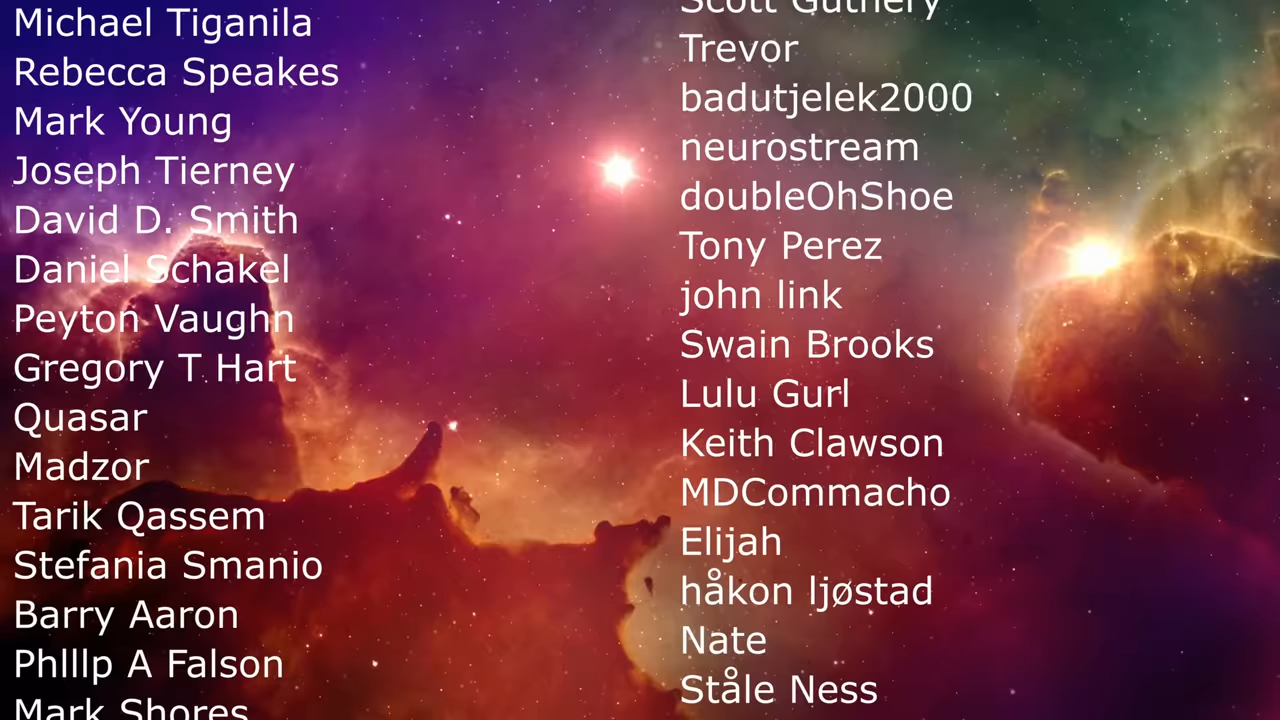 Michael Tiganila
Rebecca Speakes
Mark Young
Joseph Tierney
David D. Smith
Daniel Schakel
Peyton Vaughn
Gregory T Hart
Quasar
Madzor
Tarik Qassem
Stefania Smanio
Barry Aaron
Phlllp A Falson
Mark Shores
Scott Guthery
Trevor
badutjelek2000
neurostream
doubleOhShoe
Tony Perez
john link
Swain Brooks
Lulu Gurl
Keith Clawson
MDCommacho
Elijah
håkon ljøstad
Nate
Ståle Ness